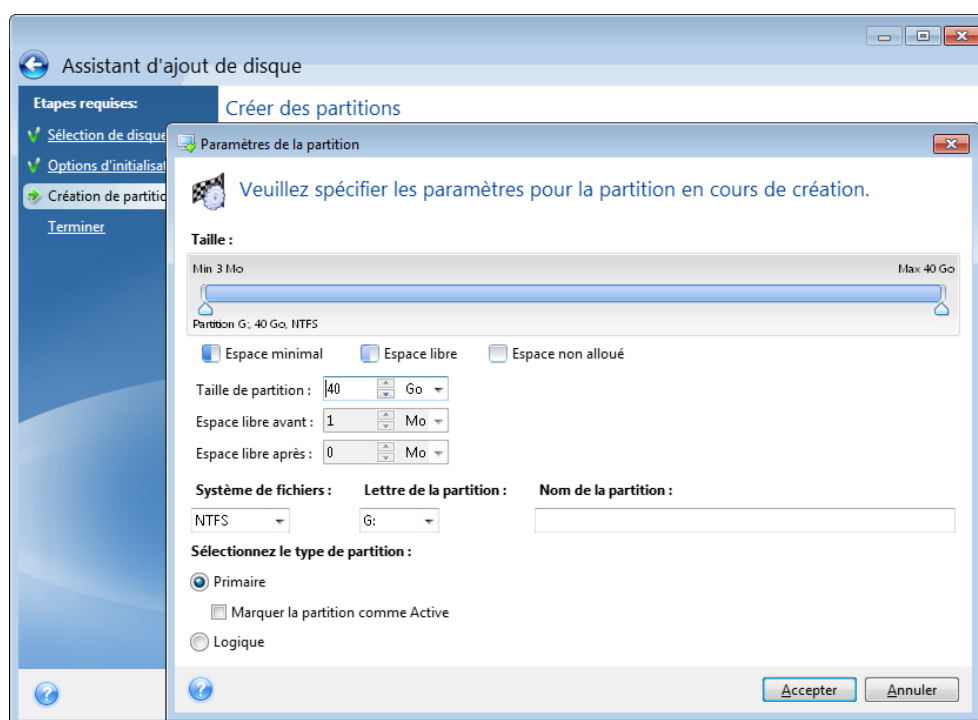 Assistant d'ajout de disque
Etapes requises:
Sélection de disque
Options d'initialisat
Création de partitic
Terminer
Créer des partitions
Paramètres de la partition
Veuillez spécifier les paramètres pour la partition en cours de création.
Taille :
Min 3 Mo Max 40 Go
Partition G:, 40 Go, NTFS
Espace minimal Espace libre Espace non alloué
Taille de partition : 40 Go
Espace libre avant : 1 Mo
Espace libre après : 0 Mo
Système de fichiers : Lettre de la partition : Nom de la partition :
NTFS G:
Sélectionnez le type de partition :
Primaire
Marquer la partition comme Active
Logique
Accepter Annuler